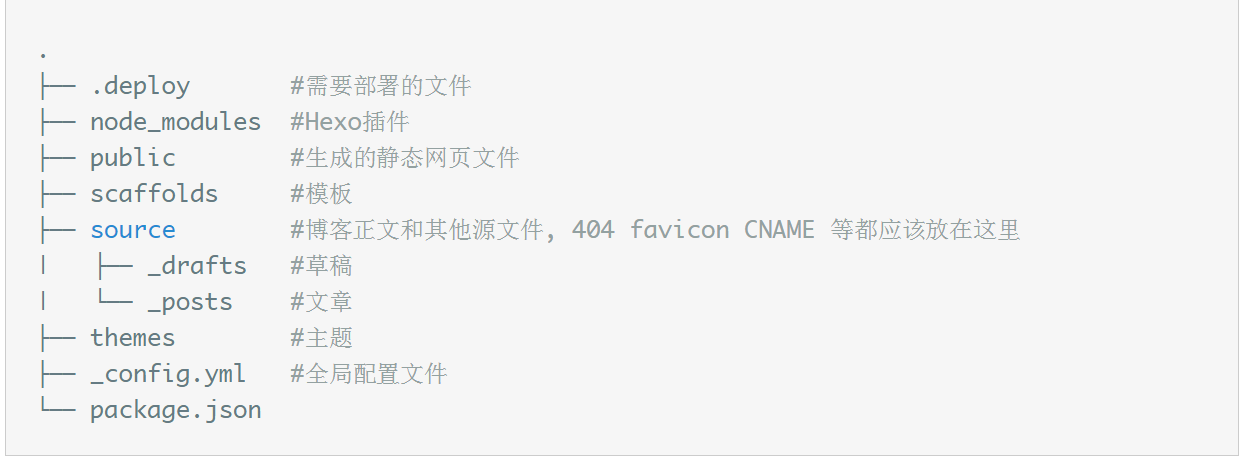 .
├── .deploy       #需要部署的文件
├── node_modules  #Hexo插件
├── public        #生成的静态网页文件
├── scaffolds     #模板
├── source        #博客正文和其他源文件, 404 favicon CNAME 等都应该放在这里
|   ├── _drafts   #草稿
|   └── _posts    #文章
├── themes        #主题
├── _config.yml   #全局配置文件
└── package.json